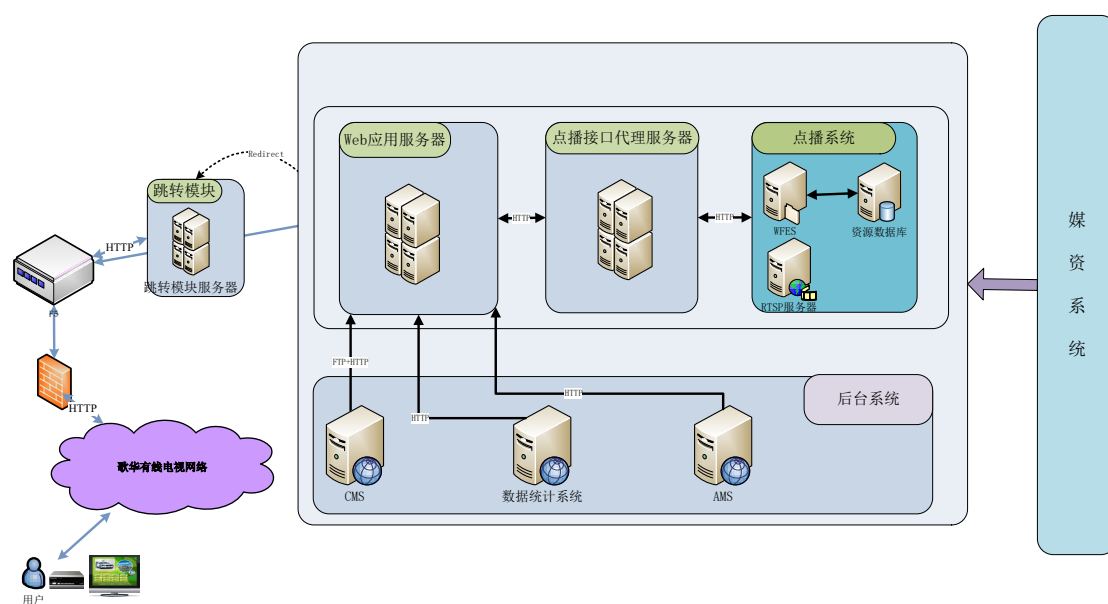 Web应用服务器
点播接口代理服务器
点播系统
Redirect
跳转模块
HTTP
跳转模块服务器
F5
HTTP
HTTP
WFES
资源数据库
RTSP服务器
媒
资
系
统
FTP+HTTP
HTTP
HTTP
后台系统
CMS
数据统计系统
AMS
HTTP
歌华有线电视网络
用户